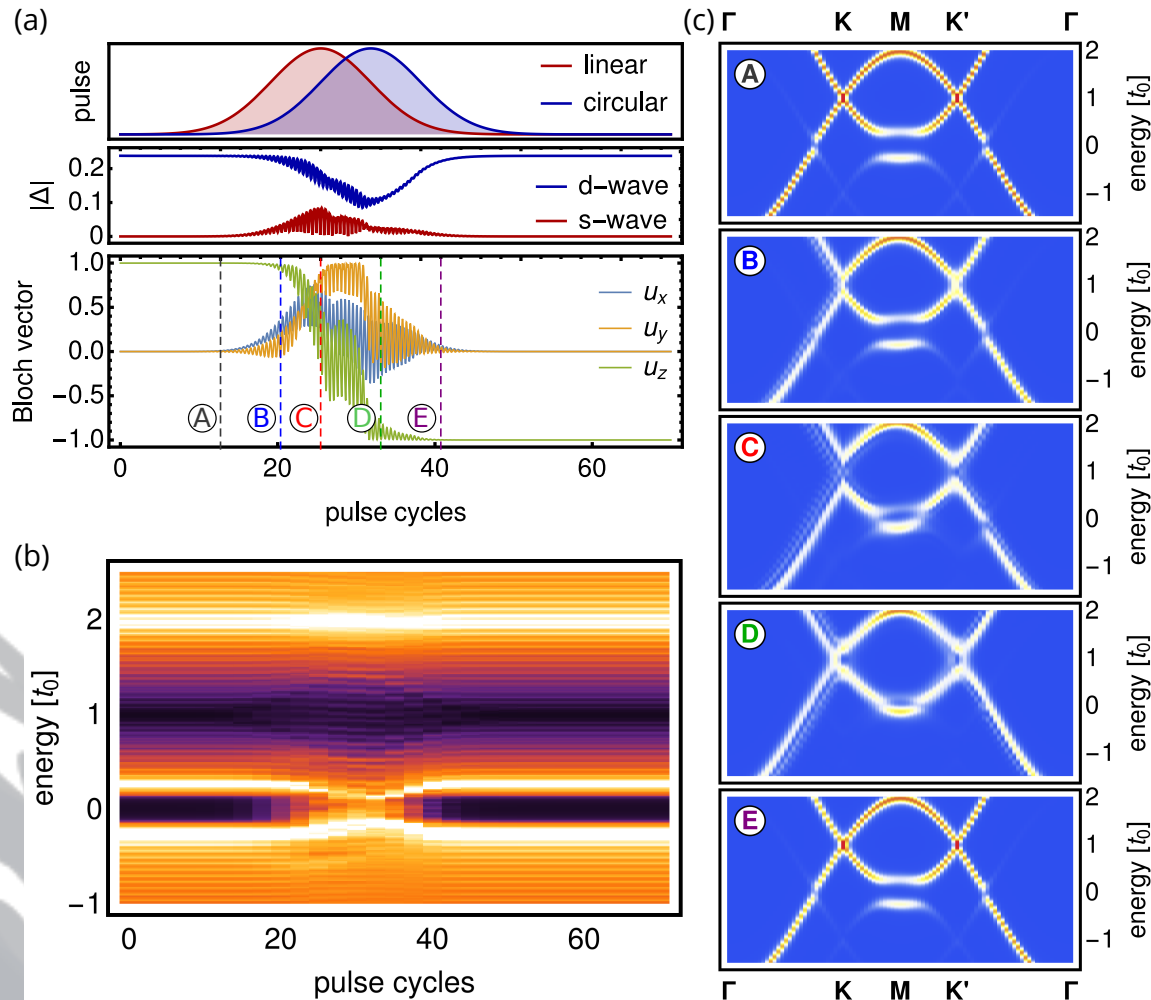 (a)
pulse
linear
circular
|Δ|
0.2
0.1
0
d-wave
s-wave
Bloch vector
1.0
0.5
0.0
−0.5
−1.0
u_x
u_y
u_z
A B C D E
0 20 40 60
pulse cycles
(b)
energy [t_0]
2
1
0
−1
0 20 40 60
pulse cycles
(c)
Γ K M K' Γ
A
2
1
0
−1
energy [t_0]
B
2
1
0
−1
energy [t_0]
C
2
1
0
−1
energy [t_0]
D
2
1
0
−1
energy [t_0]
E
2
1
0
−1
energy [t_0]
Γ K M K' Γ